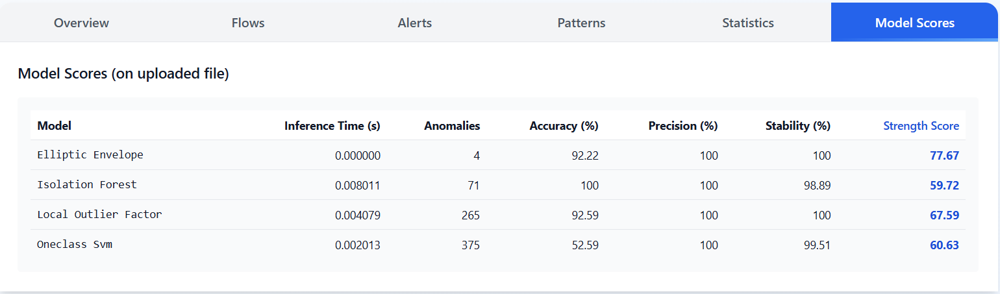 Overview Flows Alerts Patterns Statistics Model Scores
Model Scores (on uploaded file)
Model Inference Time (s) Anomalies Accuracy (%) Precision (%) Stability (%) Strength Score
Elliptic Envelope 0.000000 4 92.22 100 100 77.67
Isolation Forest 0.008011 71 100 100 98.89 59.72
Local Outlier Factor 0.004079 265 92.59 100 100 67.59
Oneclass Svm 0.002013 375 52.59 100 99.51 60.63